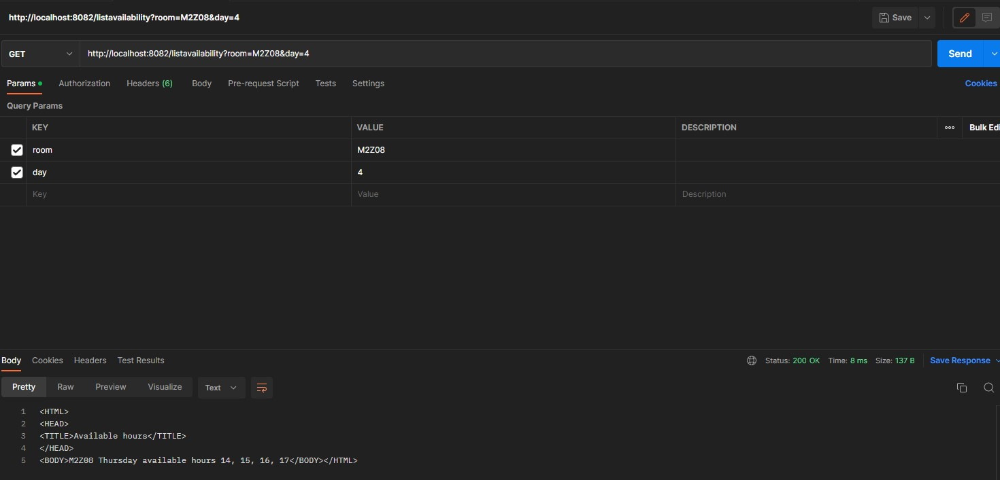 http://localhost:8082/listavailability?room=M2Z08&day=4 Save
GET http://localhost:8082/listavailability?room=M2Z08&day=4 Send
Params Authorization Headers (6) Body Pre-request Script Tests Settings Cookies
Query Params
KEY VALUE DESCRIPTION ooo Bulk Edi
room M2Z08
day 4
Key Value Description
Body Cookies Headers Test Results Status: 200 OK Time: 8 ms Size: 137 B Save Response
Pretty Raw Preview Visualize Text
1 <HTML>
2 <HEAD>
3 <TITLE>Available hours</TITLE>
4 </HEAD>
5 <BODY>M2Z08 Thursday available hours 14, 15, 16, 17</BODY></HTML>